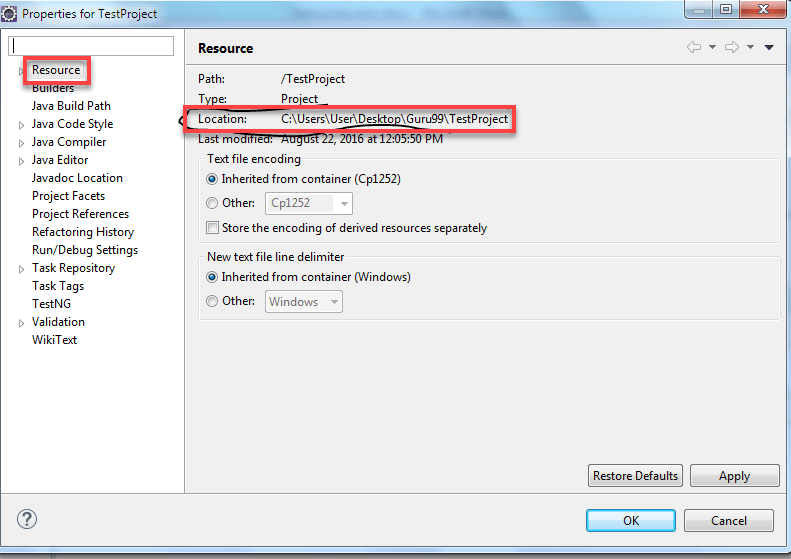 Properties for TestProject
Resource
Builders
Java Build Path
Java Code Style
Java Compiler
Java Editor
Javadoc Location
Project Facets
Project References
Refactoring History
Run/Debug Settings
Task Repository
Task Tags
TestNG
Validation
WikiText
Resource
Path: /TestProject
Type: Project
Location: C:\Users\User\Desktop\Guru99\TestProject
Last modified: August 22, 2016 at 12:05:50 PM
Text file encoding
Inherited from container (Cp1252)
Other: Cp1252
Store the encoding of derived resources separately
New text file line delimiter
Inherited from container (Windows)
Other: Windows
Restore Defaults Apply
? OK Cancel